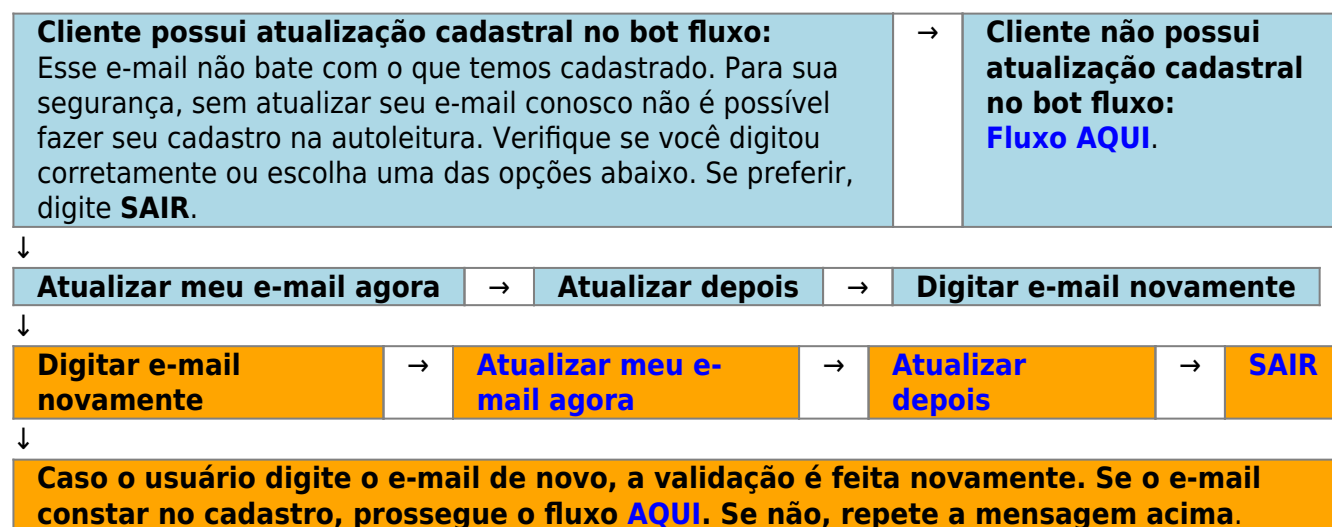 Cliente possui atualização cadastral no bot fluxo:
Esse e-mail não bate com o que temos cadastrado. Para sua
segurança, sem atualizar seu e-mail conosco não é possível
fazer seu cadastro na autoleitura. Verifique se você digitou
corretamente ou escolha uma das opções abaixo. Se preferir,
digite SAIR.
→
Cliente não possui
atualização cadastral
no bot fluxo:
Fluxo AQUI.
↓
Atualizar meu e-mail agora → Atualizar depois → Digitar e-mail novamente
↓
Digitar e-mail
novamente
→
Atualizar meu e-
mail agora
→
Atualizar
depois
→
SAIR
↓
Caso o usuário digite o e-mail de novo, a validação é feita novamente. Se o e-mail
constar no cadastro, prossegue o fluxo AQUI. Se não, repete a mensagem acima.